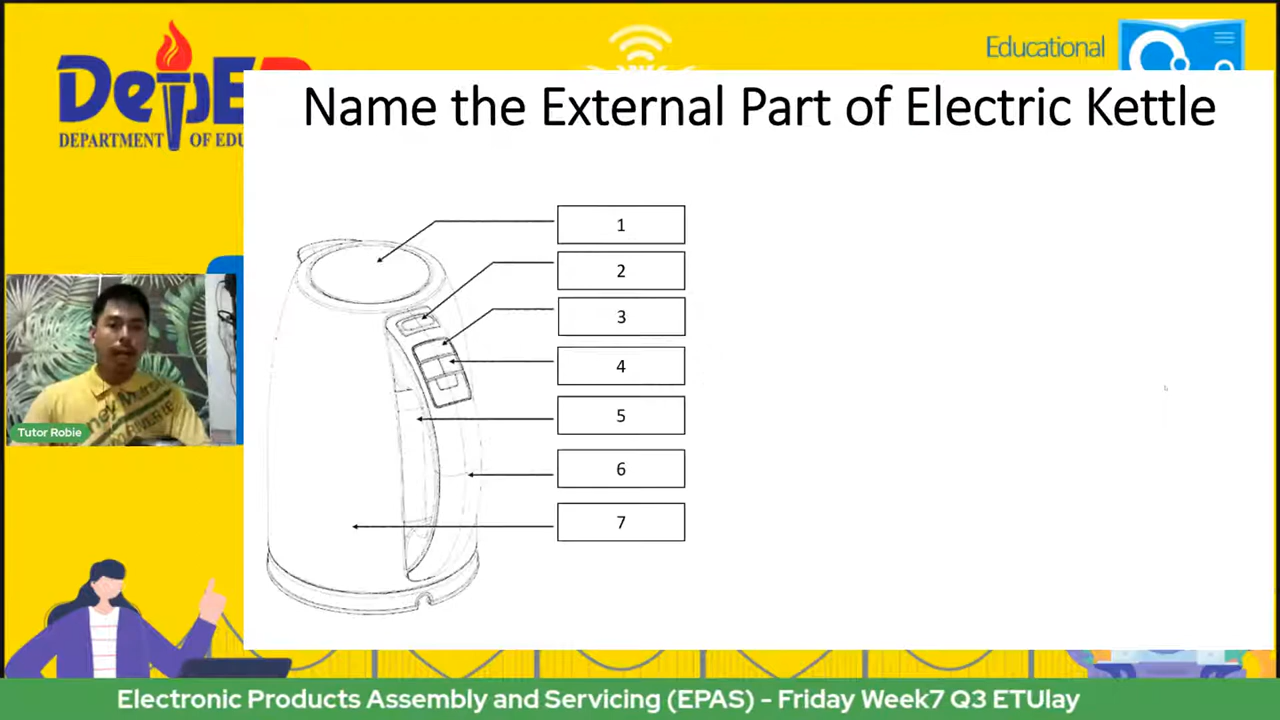 Educational
DepED
DEPARTMENT OF EDU
Name the External Part of Electric Kettle
1
2
3
4
5
6
7
Tutor Robie
Electronic Products Assembly and Servicing (EPAS) - Friday Week7 Q3 ETUlay